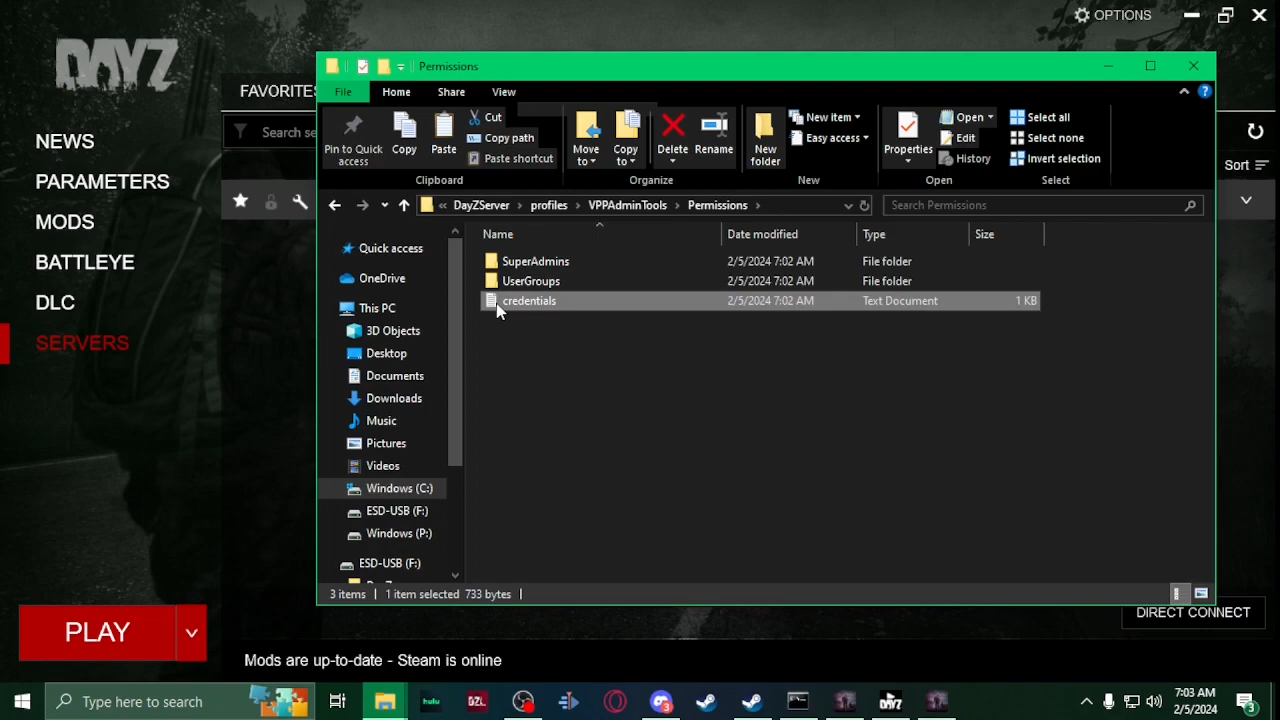 OPTIONS
DAYZ
Permissions
FAVORITES
File
Home
Share
View
Search se
Sort
NEWS
PARAMETERS
MODS
BATTLEYE
DLC
SERVERS
Pin to Quick access
Copy
Paste
Cut
Copy path
Paste shortcut
Clipboard
Move to
Copy to
Delete
Rename
Organize
New folder
New item
Easy access
New
Properties
Open
Edit
History
Open
Select all
Select none
Invert selection
Select
« DayZServer > profiles > VPPAdminTools > Permissions >
Search Permissions
Name
Date modified
Type
Size
SuperAdmins 2/5/2024 7:02 AM File folder
UserGroups 2/5/2024 7:02 AM File folder
credentials 2/5/2024 7:02 AM Text Document 1 KB
Quick access
OneDrive
This PC
3D Objects
Desktop
Documents
Downloads
Music
Pictures
Videos
Windows (C:)
ESD-USB (F:)
Windows (P:)
ESD-USB (F:)
3 items
1 item selected 733 bytes
PLAY
DIRECT CONNECT
Mods are up-to-date - Steam is online
Type here to search
hulu
DZL
3
7:03 AM
2/5/2024
3